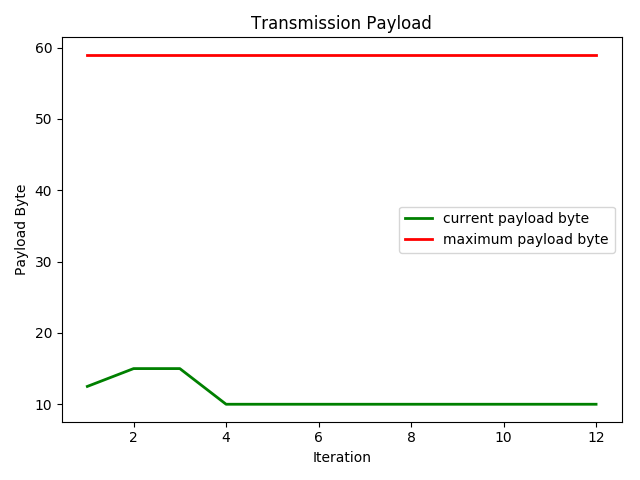 Transmission Payload
60
50
40
30
20
10
Payload Byte
current payload byte
maximum payload byte
2 4 6 8 10 12
Iteration